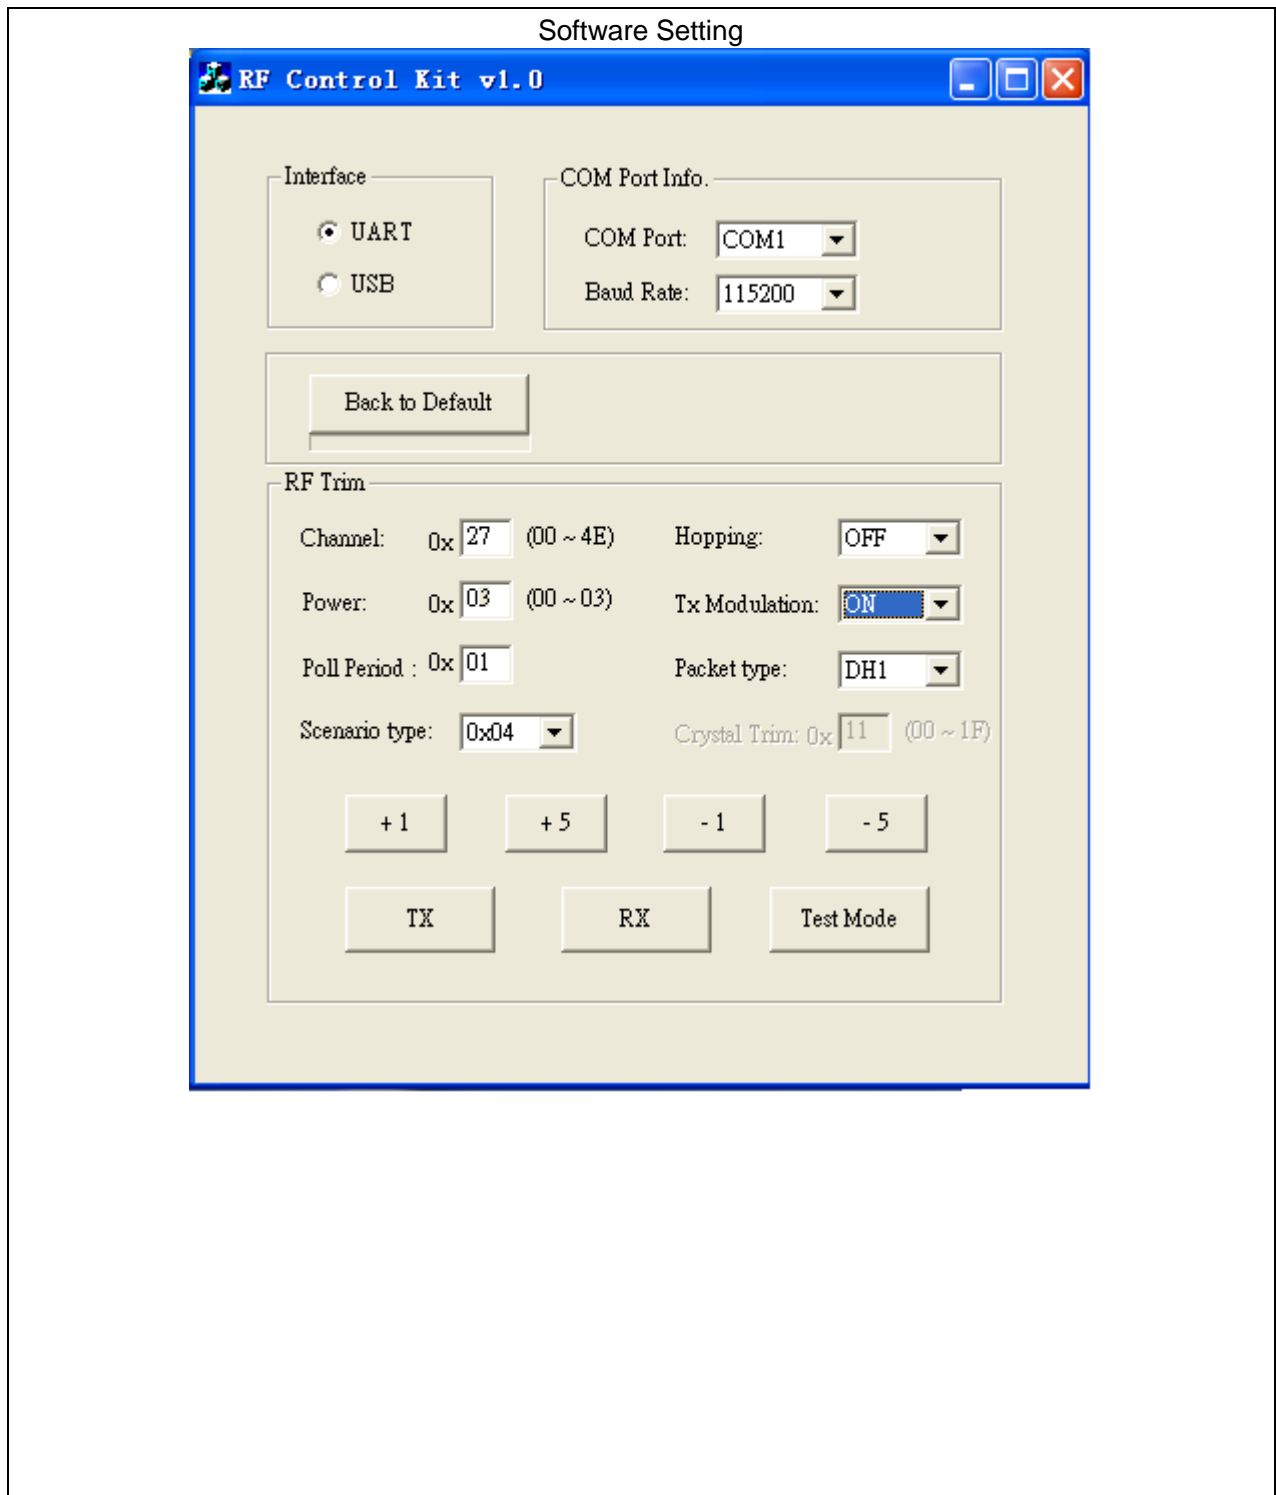 Software Setting
RF Control Kit v1.0
Interface
UART
USB
COM Port Info.
COM Port: COM1
Baud Rate: 115200
Back to Default
RF Trim
Channel: 0x 27 (00 ~ 4E) Hopping: OFF
Power: 0x 03 (00 ~ 03) Tx Modulation: ON
Poll Period : 0x 01 Packet type: DH1
Scenario type: 0x04 Crystal Trim: 0x 11 (00 ~ 1F)
+ 1 + 5 - 1 - 5
TX RX Test Mode